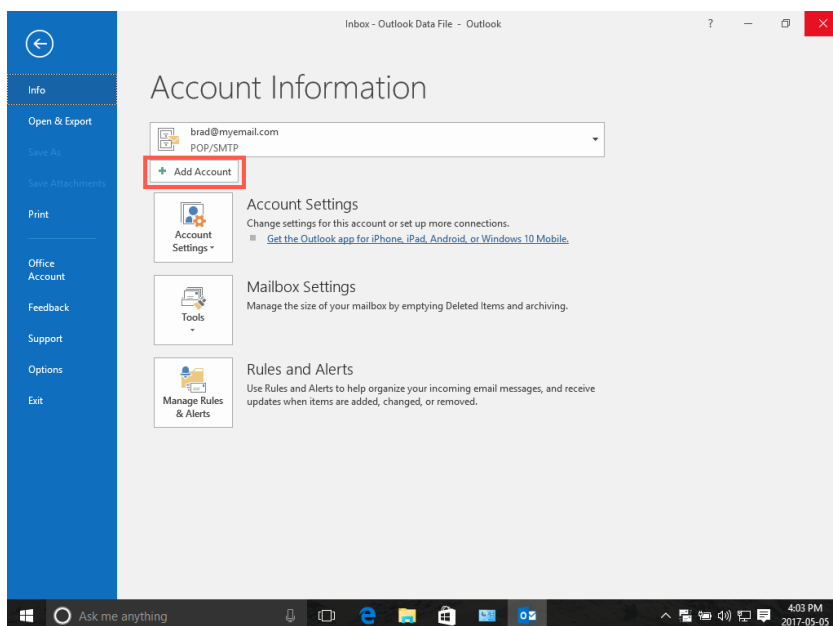 Inbox - Outlook Data File - Outlook
?
Info
Open & Export
Save As
Save Attachments
Print
Office
Account
Feedback
Support
Options
Exit
Account Information
brad@myemail.com
POP/SMTP
Add Account
Account
Settings
Account Settings
Change settings for this account or set up more connections.
Get the Outlook app for iPhone, iPad, Android, or Windows 10 Mobile.
Tools
Mailbox Settings
Manage the size of your mailbox by emptying Deleted Items and archiving.
Manage Rules
& Alerts
Rules and Alerts
Use Rules and Alerts to help organize your incoming email messages, and receive
updates when items are added, changed, or removed.
Ask me anything
4:03 PM
2017-05-05